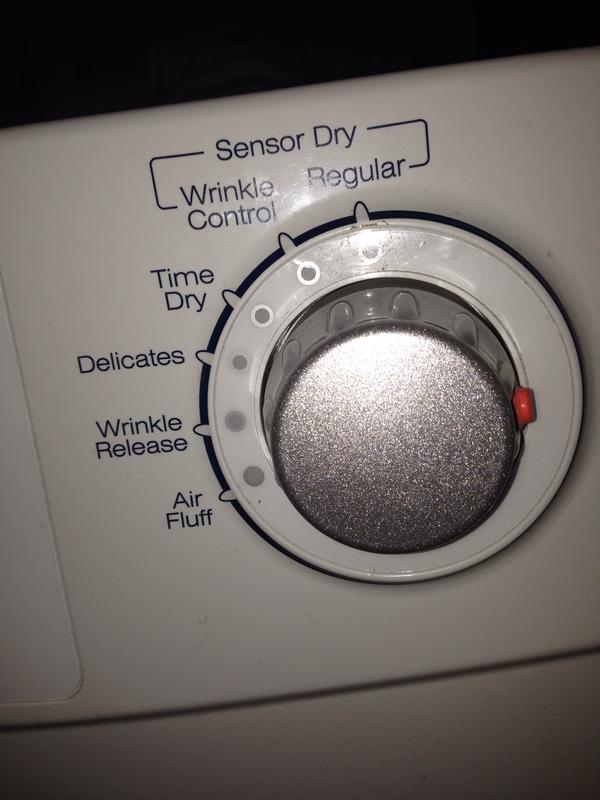 Sensor Dry
Wrinkle
Control
Regular
Time
Dry
Delicates
Wrinkle
Release
Air
Fluff